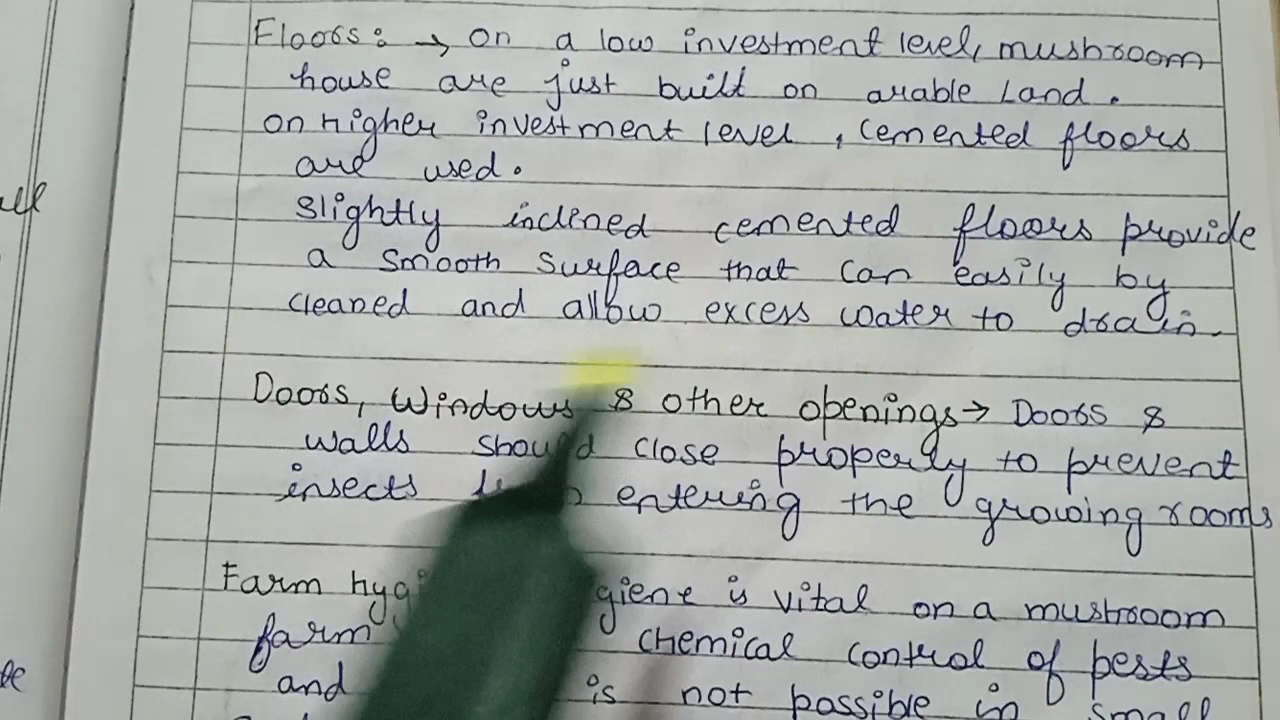 Floors: → on a low investment level, mushroom
house are just built on arable Land.
on higher investment level, cemented floors
are used.
slightly inclined cemented floors provide
a smooth surface that can easily by
cleaned and allow excess water to drain.
Doors, Windows & other openings → Doors &
walls should close properly to prevent
insects entering the growing rooms
Farm is vital on a mushroom
farm chemical control of pests
and is not possible in small